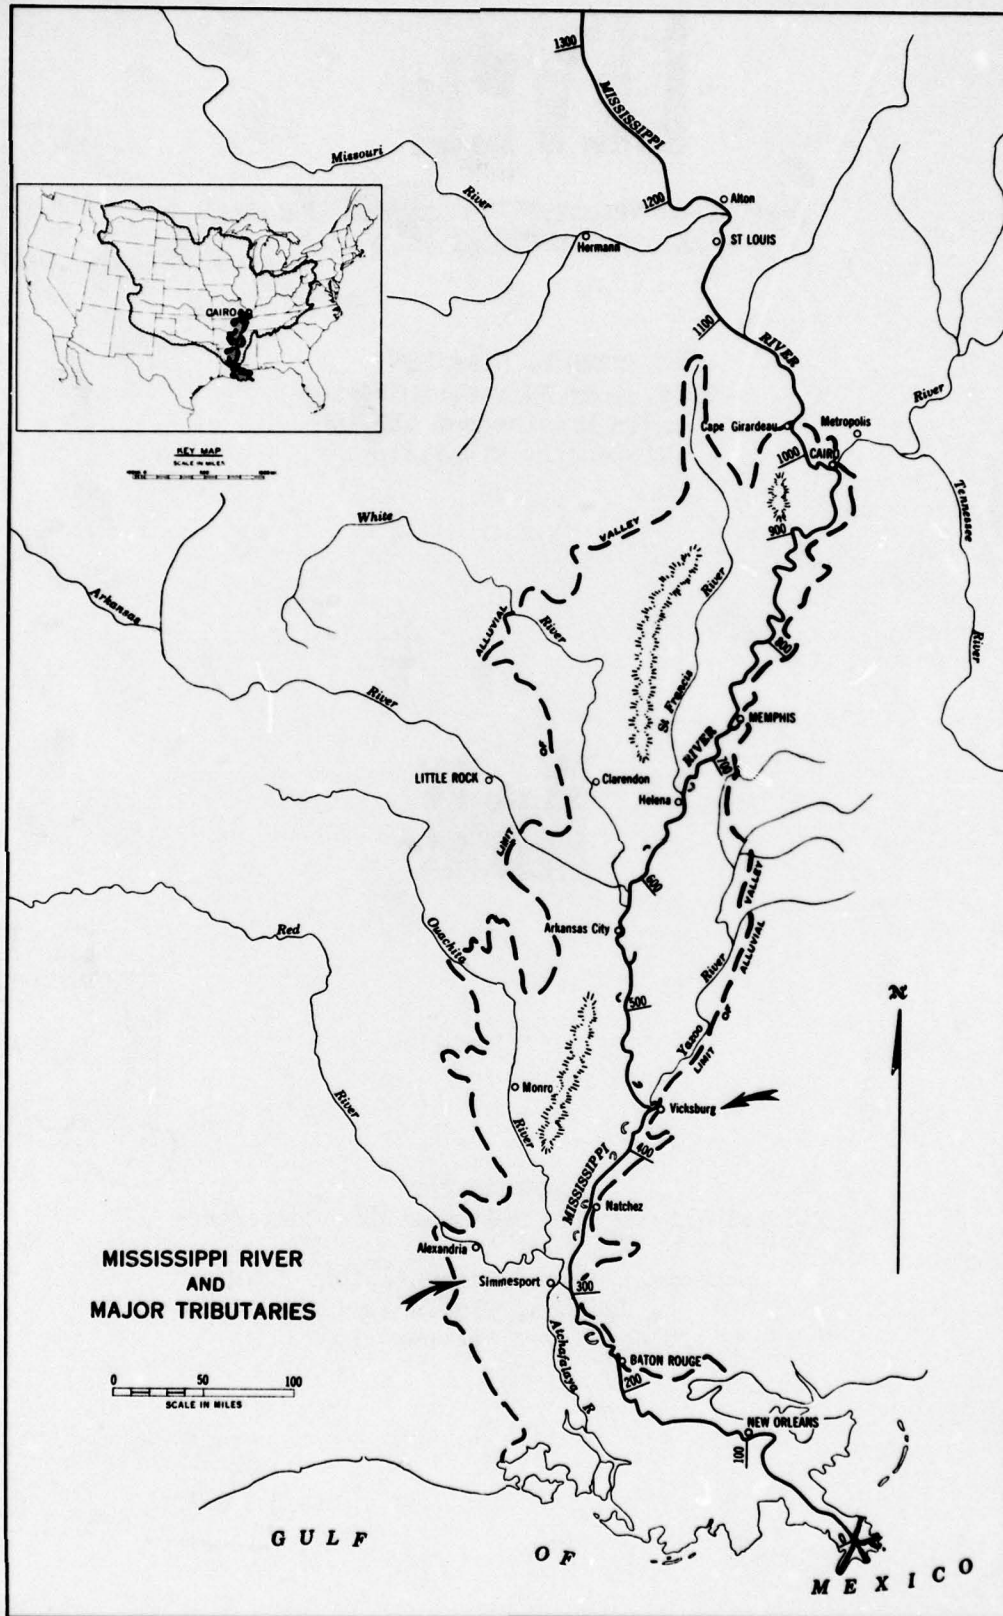 1300
MISSISSIPPI
Missouri
River
1200
Alton
Hermann
ST LOUIS
CAIRO
1100
RIVER
River
Cape Girardeau
Metropolis
KEY MAP
SCALE IN MILES
500
1000
CAIRO
Tennessee
River
White
VALLEY
900
River
Arkansas
ALLUVIAL
River
800
River
St Francis
OF
MEMPHIS
RIVER
700
LITTLE ROCK
Clarendon
Helena
LIMIT
600
VALLEY
Ouachita
Arkansas City
Red
River
ALLUVIAL
500
OF
N
Yazoo
LIMIT
Monro
River
River
Vicksburg
400
MISSISSIPPI
Natchez
Alexandria
MISSISSIPPI RIVER
AND
MAJOR TRIBUTARIES
Simmesport
300
Atchafalaya R
BATON ROUGE
200
0 50 100
SCALE IN MILES
NEW ORLEANS
100
GULF OF MEXICO